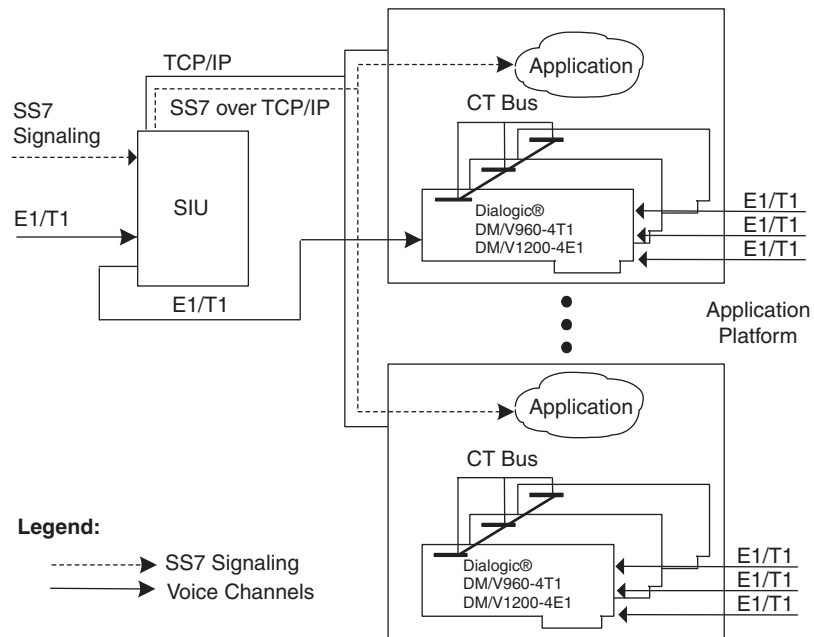 TCP/IP
SS7 over TCP/IP
SS7
Signaling
SIU
E1/T1
E1/T1
Application
CT Bus
Dialogic®
DM/V960-4T1
DM/V1200-4E1
E1/T1
E1/T1
E1/T1
Application
Platform
Application
CT Bus
Dialogic®
DM/V960-4T1
DM/V1200-4E1
E1/T1
E1/T1
E1/T1
Legend:
SS7 Signaling
Voice Channels